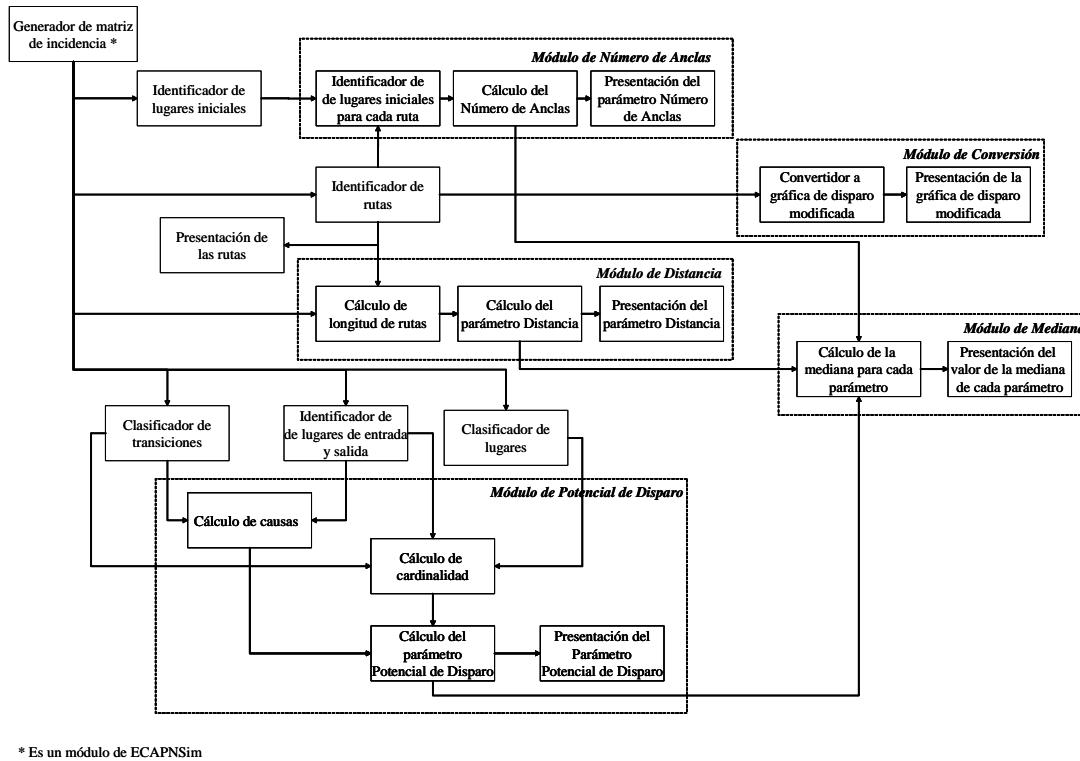 Generador de matriz
de incidencia *
Módulo de Número de Anclas
Identificador de
lugares iniciales
Identificador de
de lugares iniciales
para cada ruta
Cálculo del
Número de Anclas
Presentación del
parámetro Número
de Anclas
Módulo de Conversión
Identificador de
rutas
Convertidor a
gráfica de disparo
modificada
Presentación de la
gráfica de disparo
modificada
Presentación de
las rutas
Módulo de Distancia
Cálculo de
longitud de rutas
Cálculo del
parámetro Distancia
Presentación del
parámetro Distancia
Módulo de Mediana
Cálculo de la
mediana para cada
parámetro
Presentación del
valor de la mediana
de cada parámetro
Clasificador de
transiciones
Identificador de
de lugares de entrada
y salida
Clasificador de
lugares
Módulo de Potencial de Disparo
Cálculo de causas
Cálculo de
cardinalidad
Cálculo del
parámetro
Potencial de Disparo
Presentación del
Parámetro
Potencial de Disparo
* Es un módulo de ECAPNSim